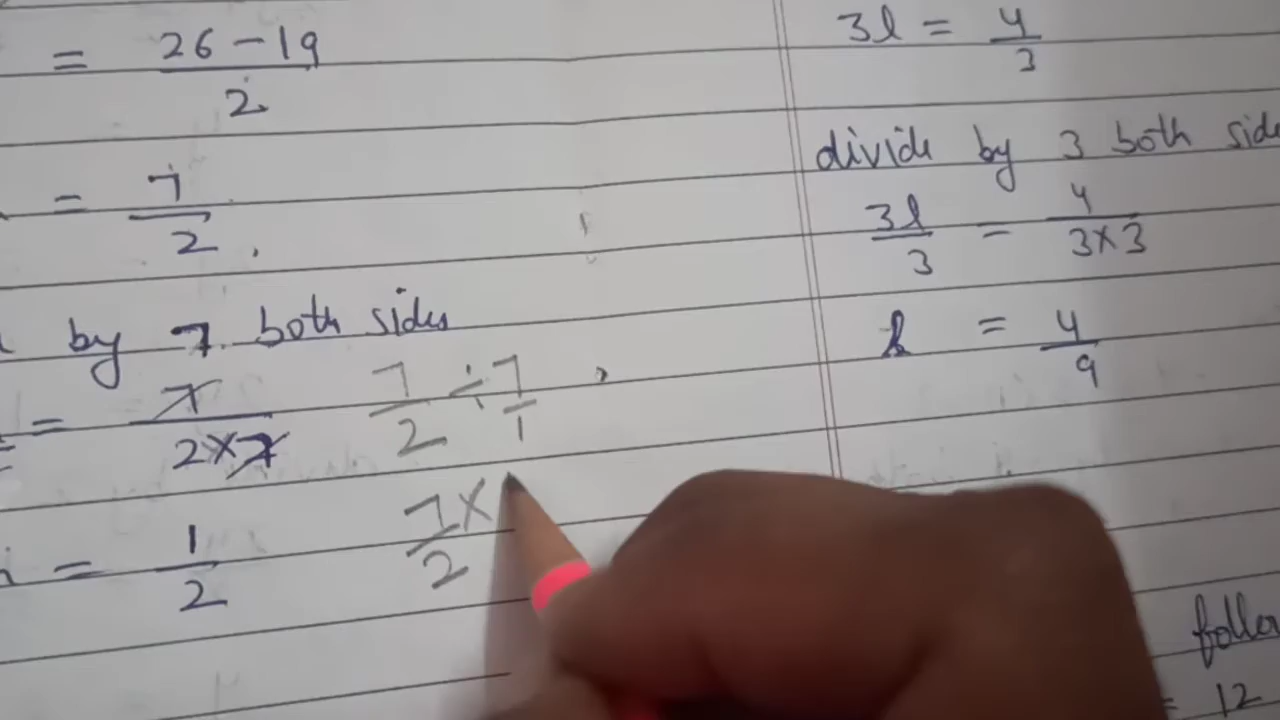 = 26 - 19 / 2
= 7 / 2 .
by 7 both sides
= 7 / 2×7
7/2 ÷ 7/1
= 1 / 2
7/2 ×
3l = 4/3
divide by 3 both side
3l/3 = 4 / 3×3
l = 4/9
follo
= 12